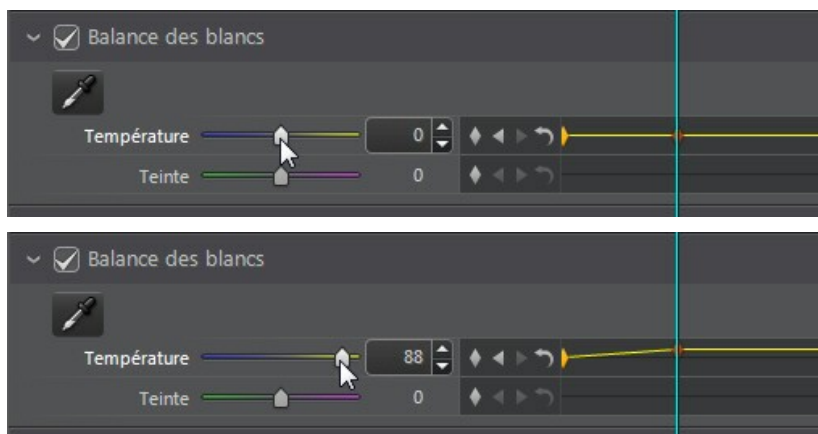 Balance des blancs
Température 0
Teinte 0
Balance des blancs
Température 88
Teinte 0